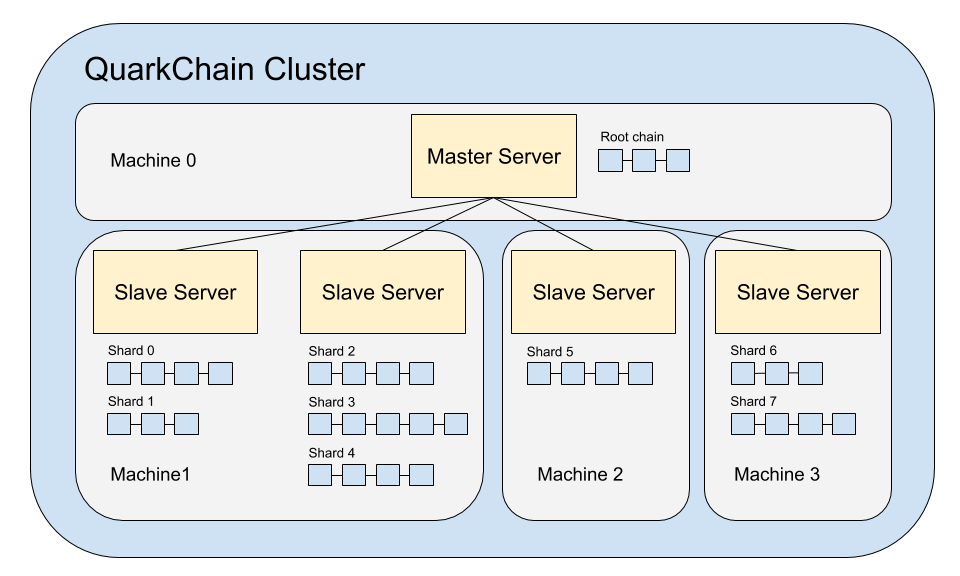 QuarkChain Cluster
Machine 0
Master Server
Root chain
Slave Server
Slave Server
Slave Server
Slave Server
Shard 0
Shard 1
Machine1
Shard 2
Shard 3
Shard 4
Shard 5
Machine 2
Shard 6
Shard 7
Machine 3